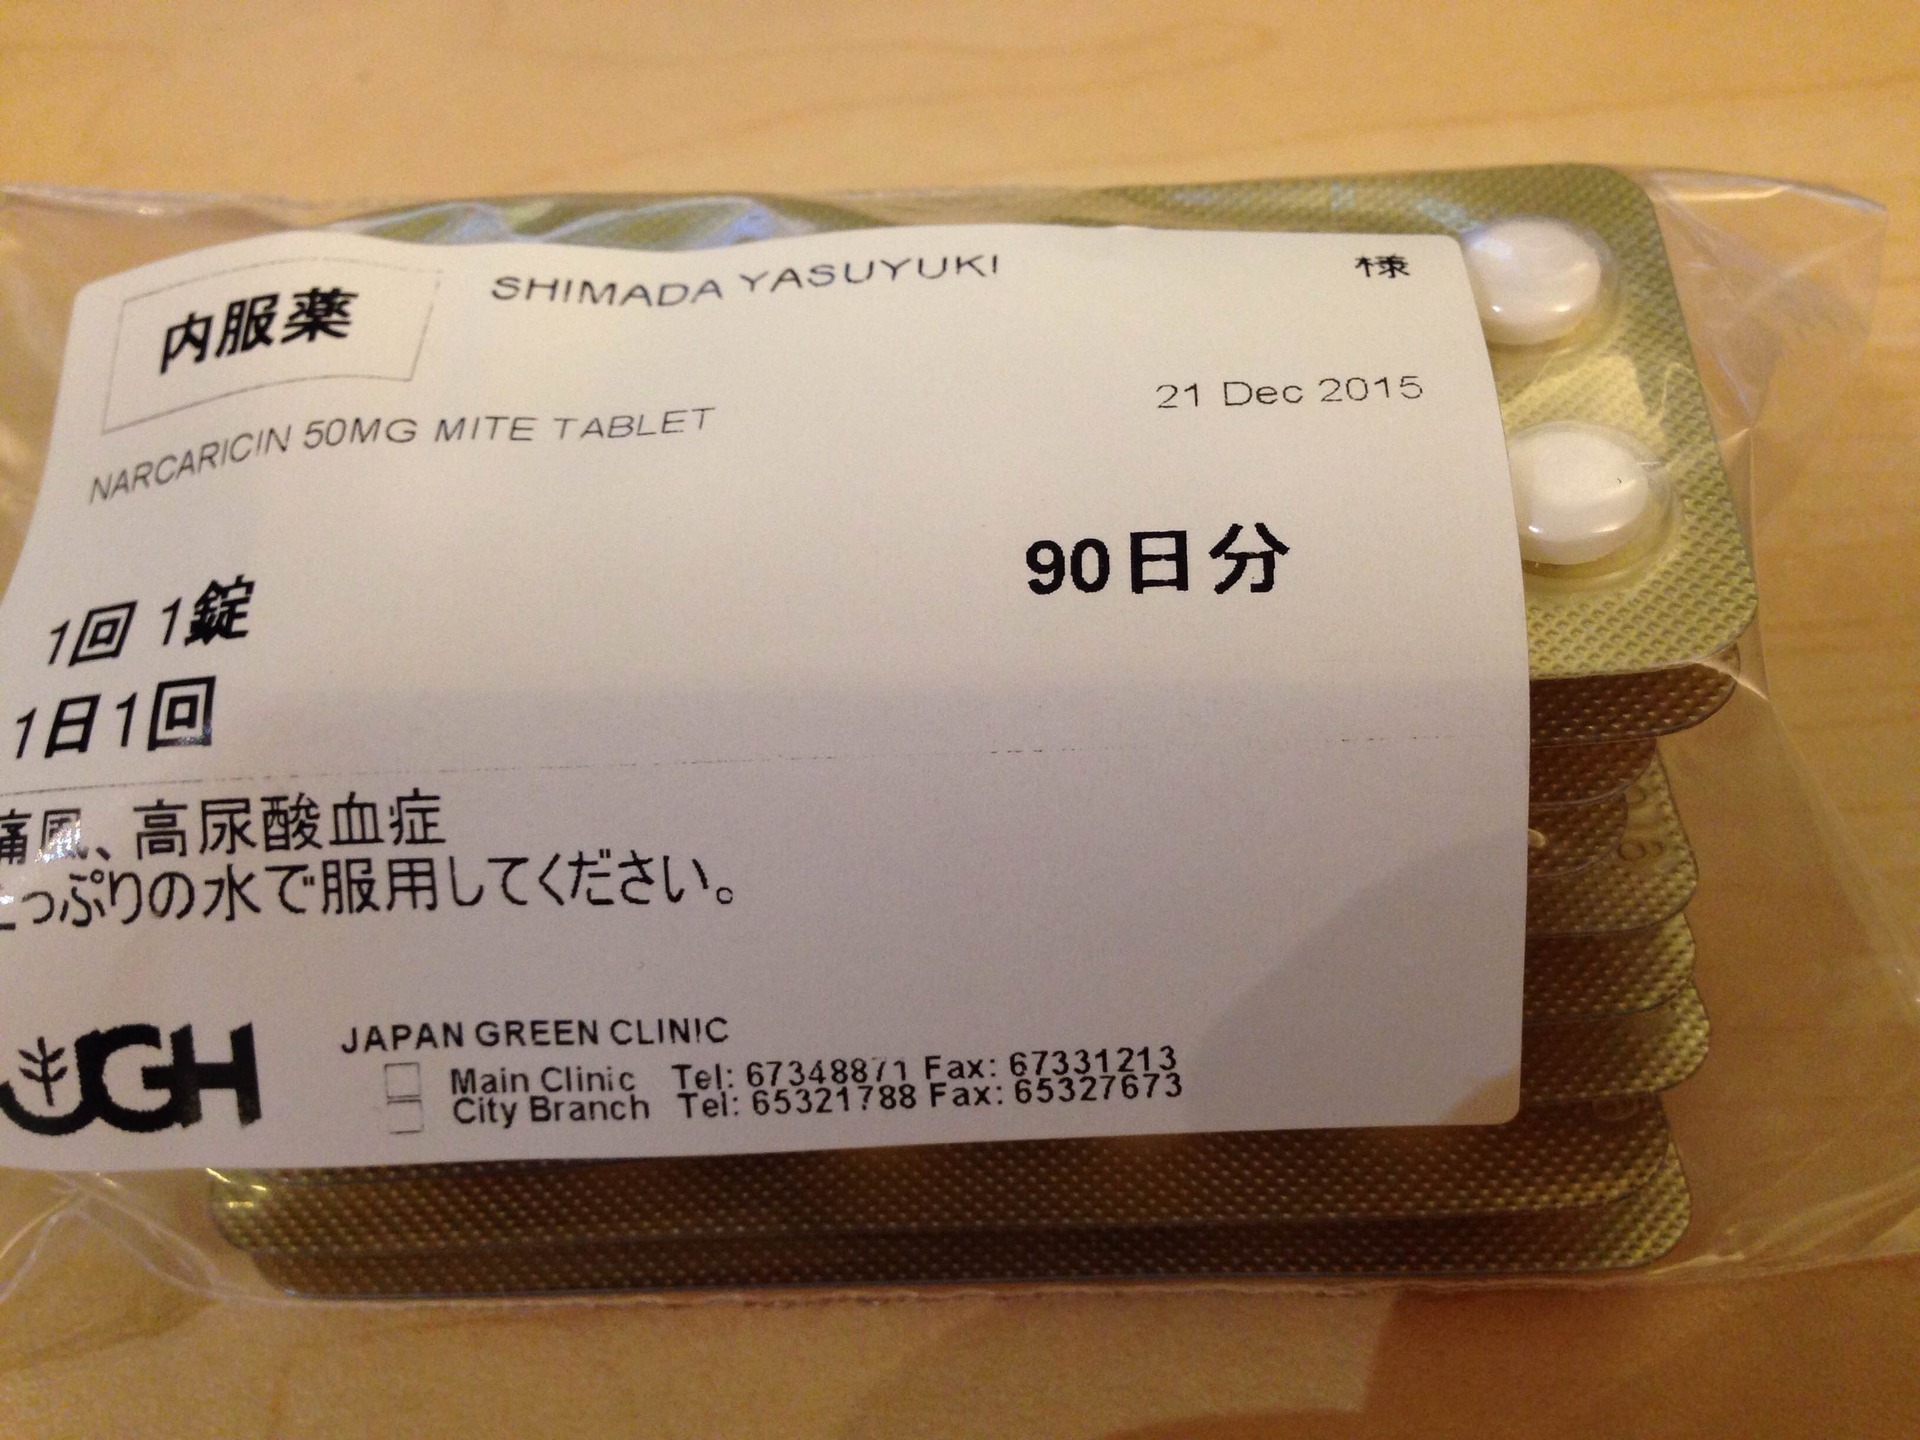 内服薬 SHIMADA YASUYUKI 様
21 Dec 2015
NARCARICIN 50MG MITE TABLET
90日分
1回 1錠
1日1回
痛風、高尿酸血症
たっぷりの水で服用してください。
JGH
JAPAN GREEN CLINIC
Main Clinic Tel: 67348871 Fax: 67331213
City Branch Tel: 65321788 Fax: 65327673